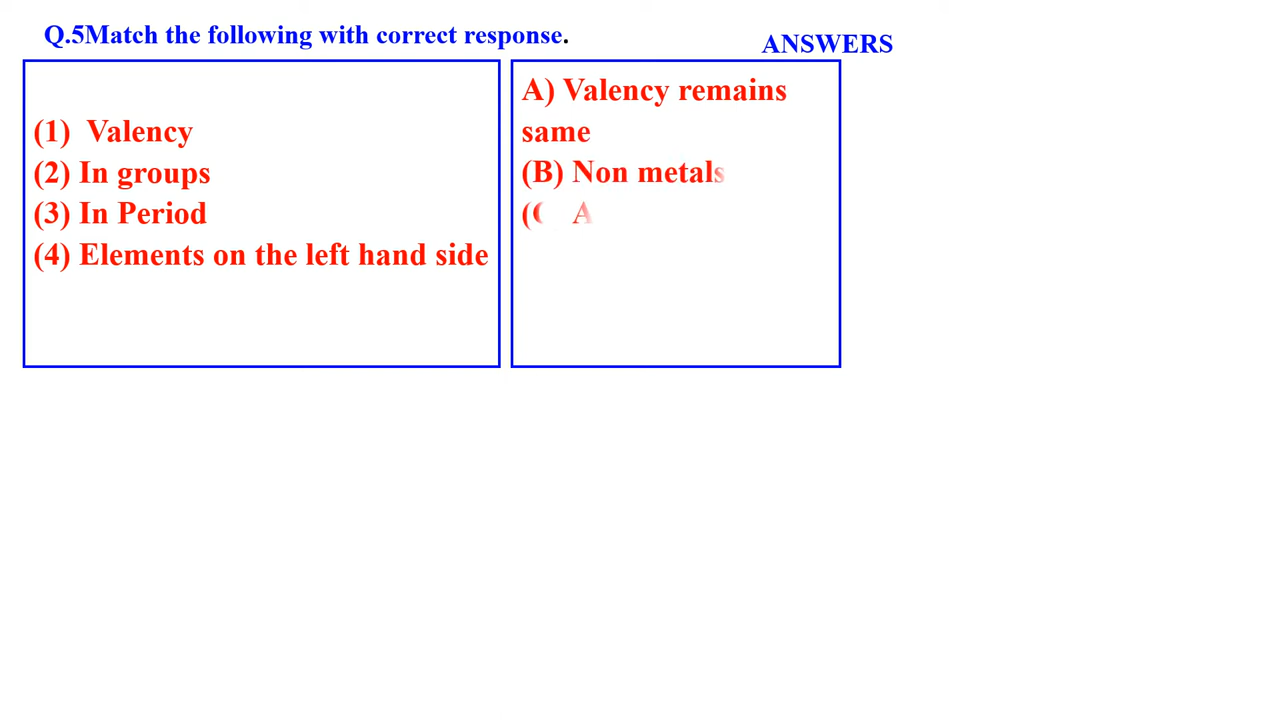 Q.5Match the following with correct response.
ANSWERS
(1) Valency
(2) In groups
(3) In Period
(4) Elements on the left hand side
A) Valency remains
same
(B) Non metals